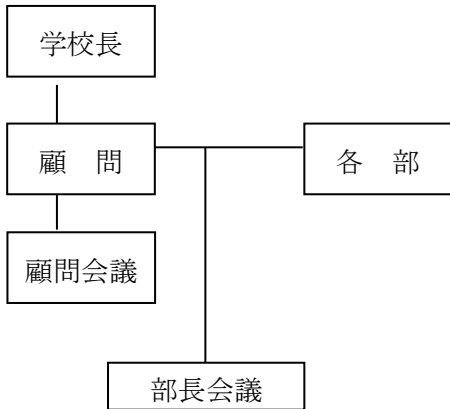 学校長
顧　問
各　部
顧問会議
部長会議